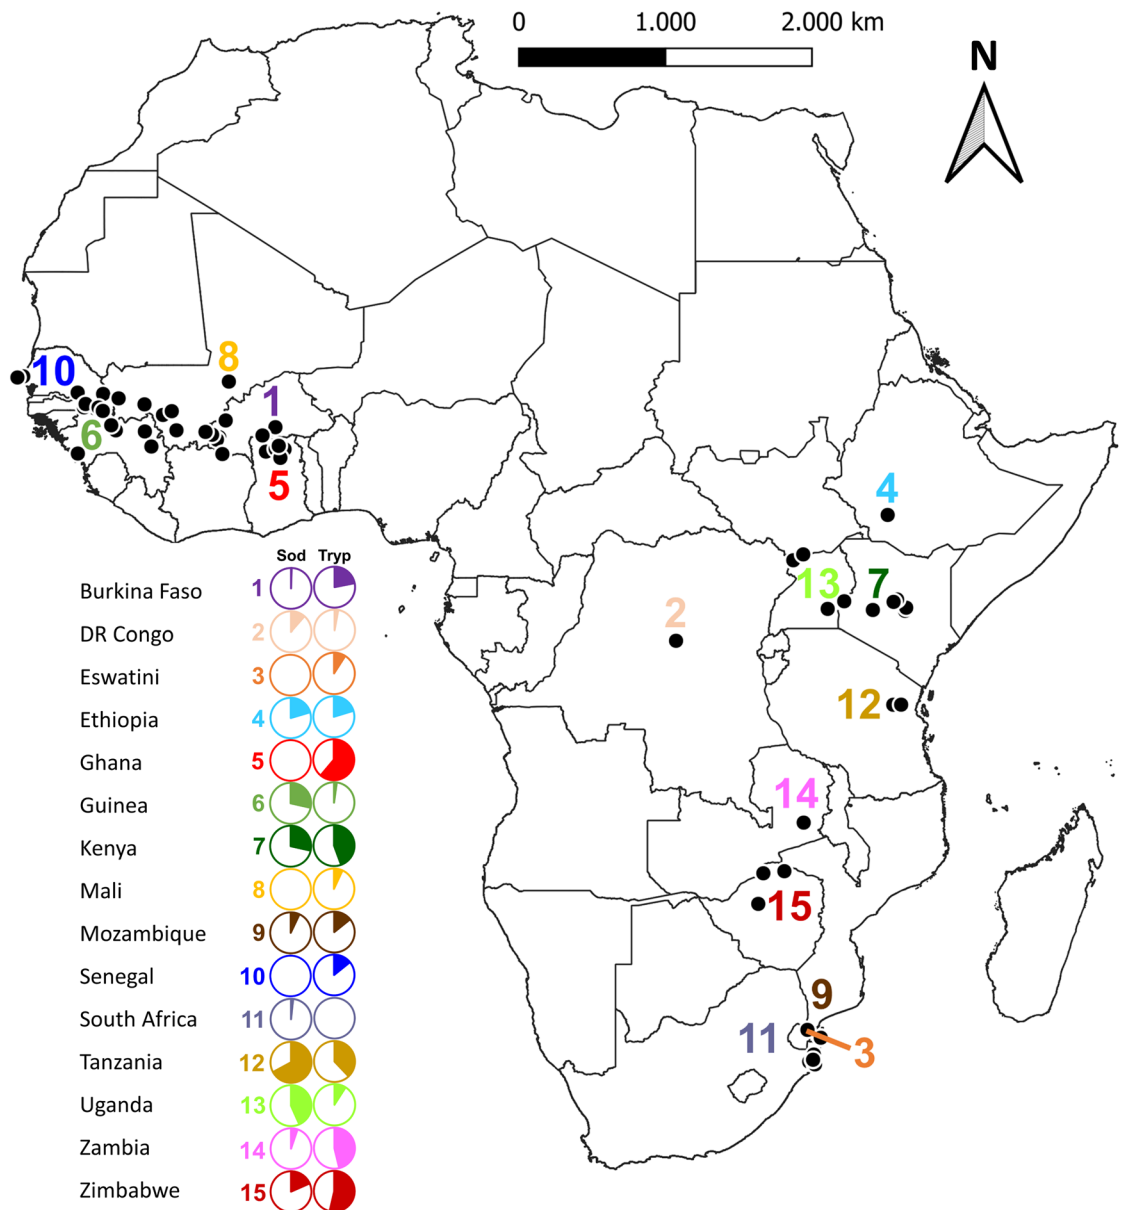 0 1.000 2.000 km
N
8
10
1
6
5
4
13
7
2
12
14
15
9
11
3
Sod Tryp
Burkina Faso 1
DR Congo 2
Eswatini 3
Ethiopia 4
Ghana 5
Guinea 6
Kenya 7
Mali 8
Mozambique 9
Senegal 10
South Africa 11
Tanzania 12
Uganda 13
Zambia 14
Zimbabwe 15